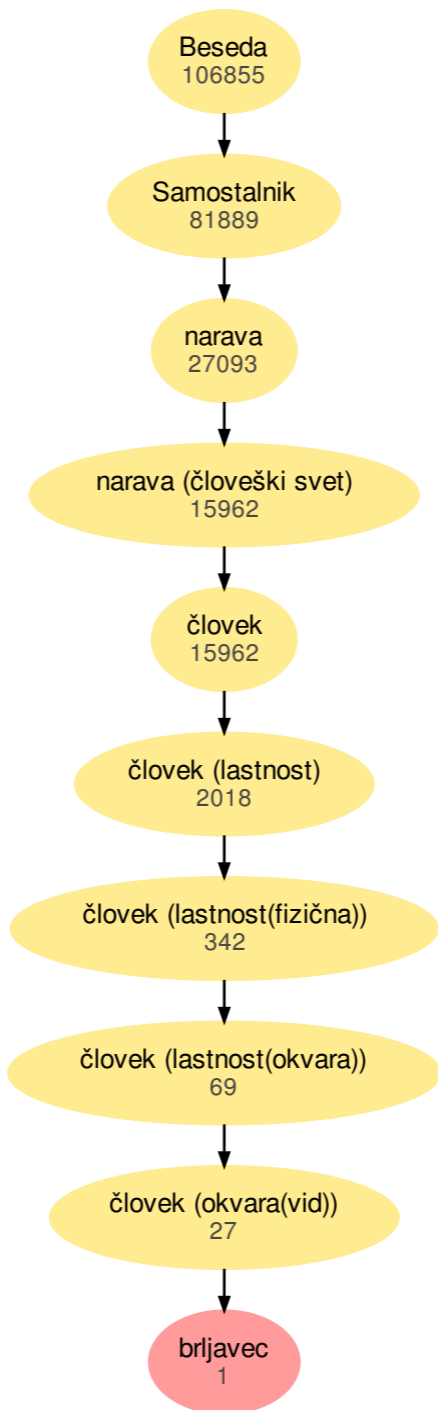 Beseda
106855
Samostalnik
81889
narava
27093
narava (človeški svet)
15962
človek
15962
človek (lastnost)
2018
človek (lastnost(fizična))
342
človek (lastnost(okvara))
69
človek (okvara(vid))
27
brljavec
1